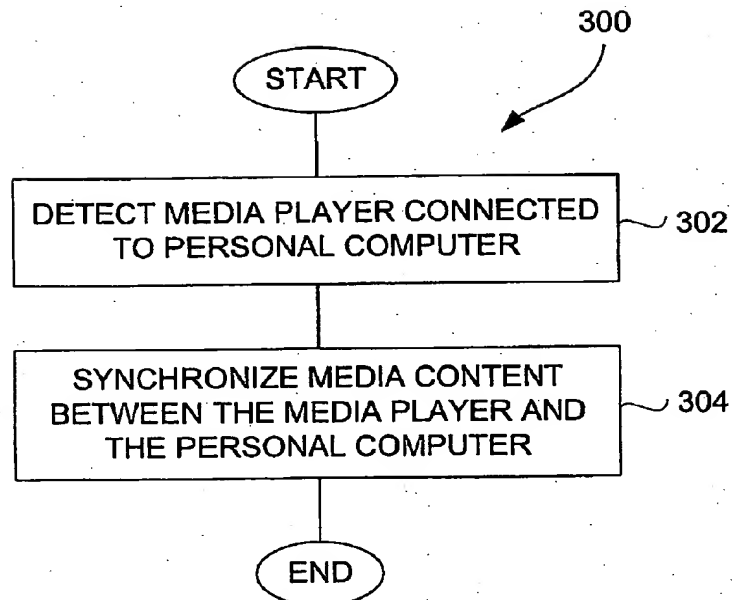 300
START
DETECT MEDIA PLAYER CONNECTED
TO PERSONAL COMPUTER
302
SYNCHRONIZE MEDIA CONTENT
BETWEEN THE MEDIA PLAYER AND
THE PERSONAL COMPUTER
304
END